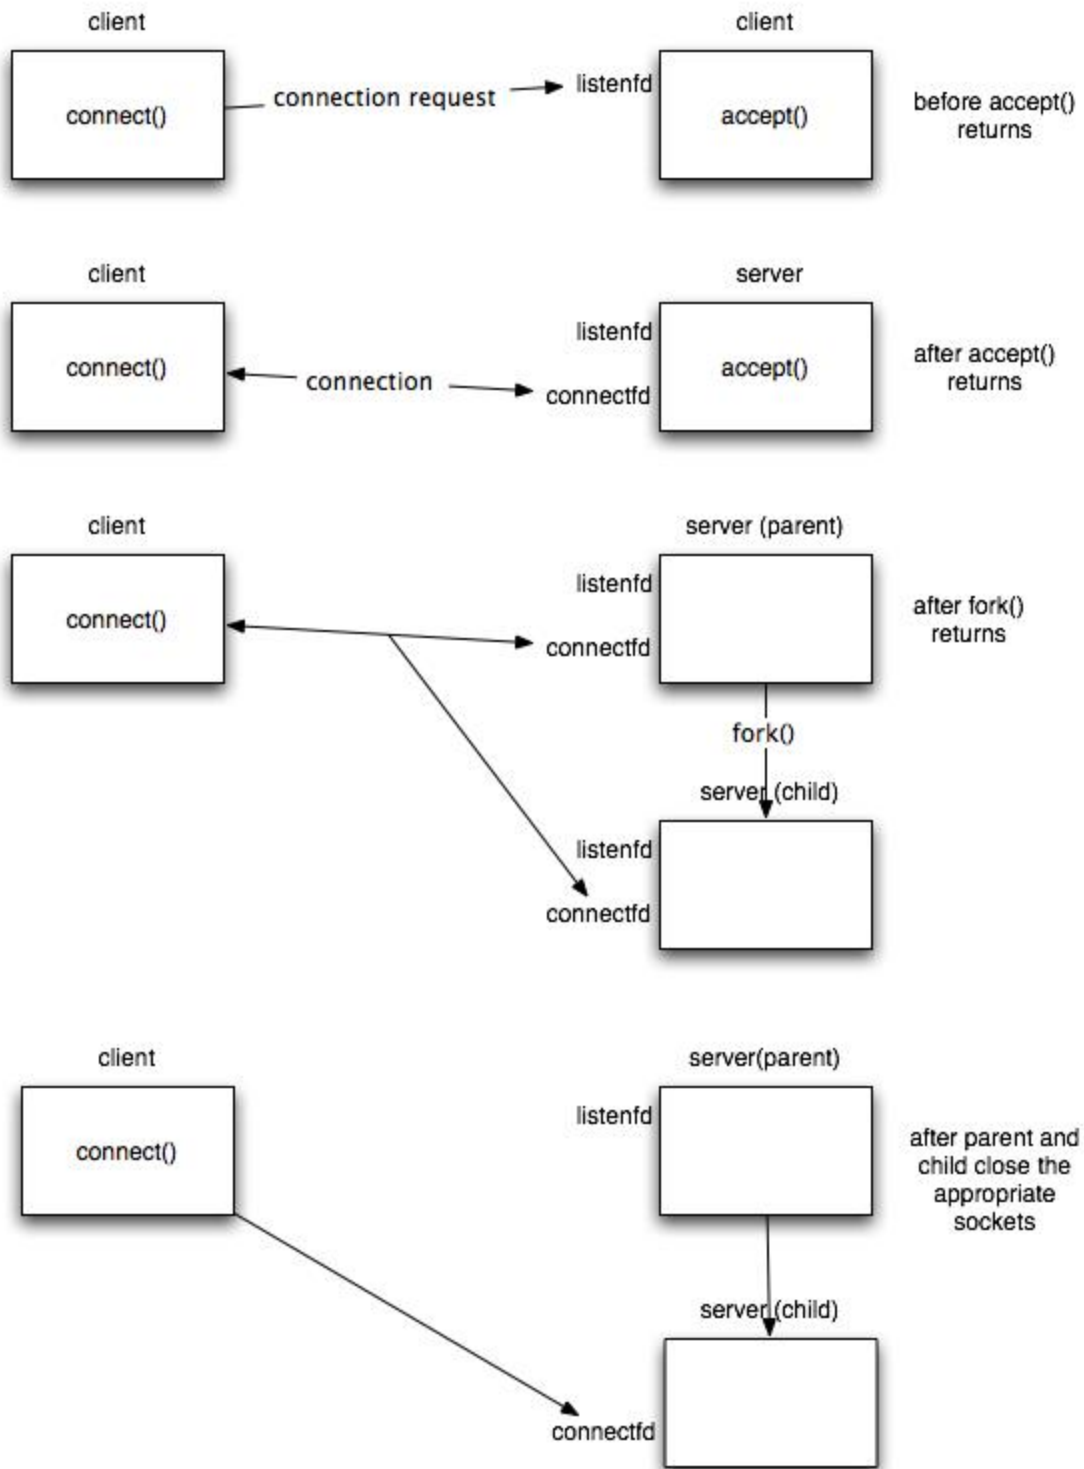 client
client
connect()
connection request
listenfd
accept()
before accept()
returns
client
server
connect()
connection
listenfd
connectfd
accept()
after accept()
returns
client
server (parent)
connect()
listenfd
connectfd
after fork()
returns
fork()
server (child)
listenfd
connectfd
client
server(parent)
connect()
listenfd
after parent and
child close the
appropriate
sockets
server (child)
connectfd